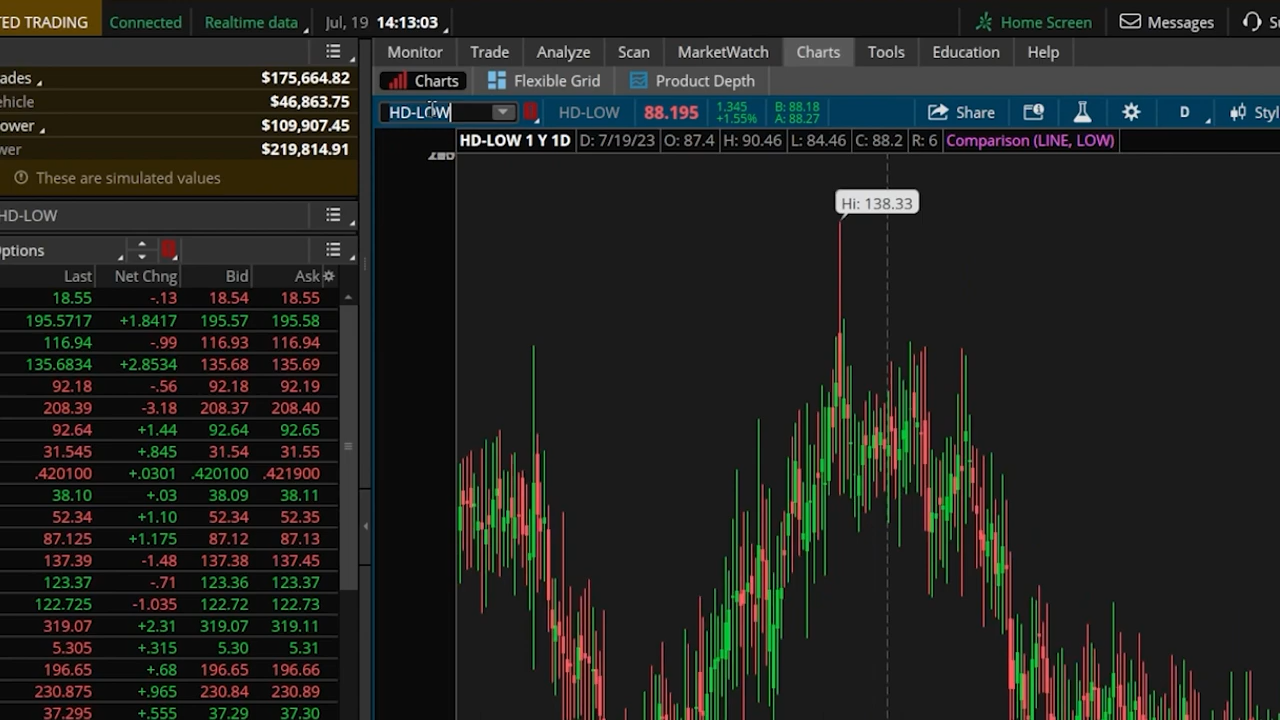 TED TRADING Connected Realtime data Jul, 19 14:13:03 Home Screen Messages Su
Monitor Trade Analyze Scan MarketWatch Charts Tools Education Help
ades $175,664.82
Charts Flexible Grid Product Depth
ehicle $46,863.75
ower $109,907.45
wer $219,814.91
These are simulated values
HD-LOW HD-LOW 88.195 1.345 +1.55% B: 88.18 A: 88.27 Share D Styl
HD-LOW 1 Y 1D D: 7/19/23 O: 87.4 H: 90.46 L: 84.46 C: 88.2 R: 6 Comparison (LINE, LOW)
Hi: 138.33
HD-LOW
ptions
Last Net Chng Bid Ask
18.55 -.13 18.54 18.55
195.5717 +1.8417 195.57 195.58
116.94 -.99 116.93 116.94
135.6834 +2.8534 135.68 135.69
92.18 -.56 92.18 92.19
208.39 -3.18 208.37 208.40
92.64 +1.44 92.64 92.65
31.545 +.845 31.54 31.55
.420100 +.0301 .420100 .421900
38.10 +.03 38.09 38.11
52.34 +1.10 52.34 52.35
87.125 +1.175 87.12 87.13
137.39 -1.48 137.38 137.45
123.37 -.71 123.36 123.37
122.725 -1.035 122.72 122.73
319.07 +2.31 319.07 319.11
5.305 +.315 5.30 5.31
196.65 +.68 196.65 196.66
230.875 +.965 230.84 230.89
37.295 +.555 37.29 37.30